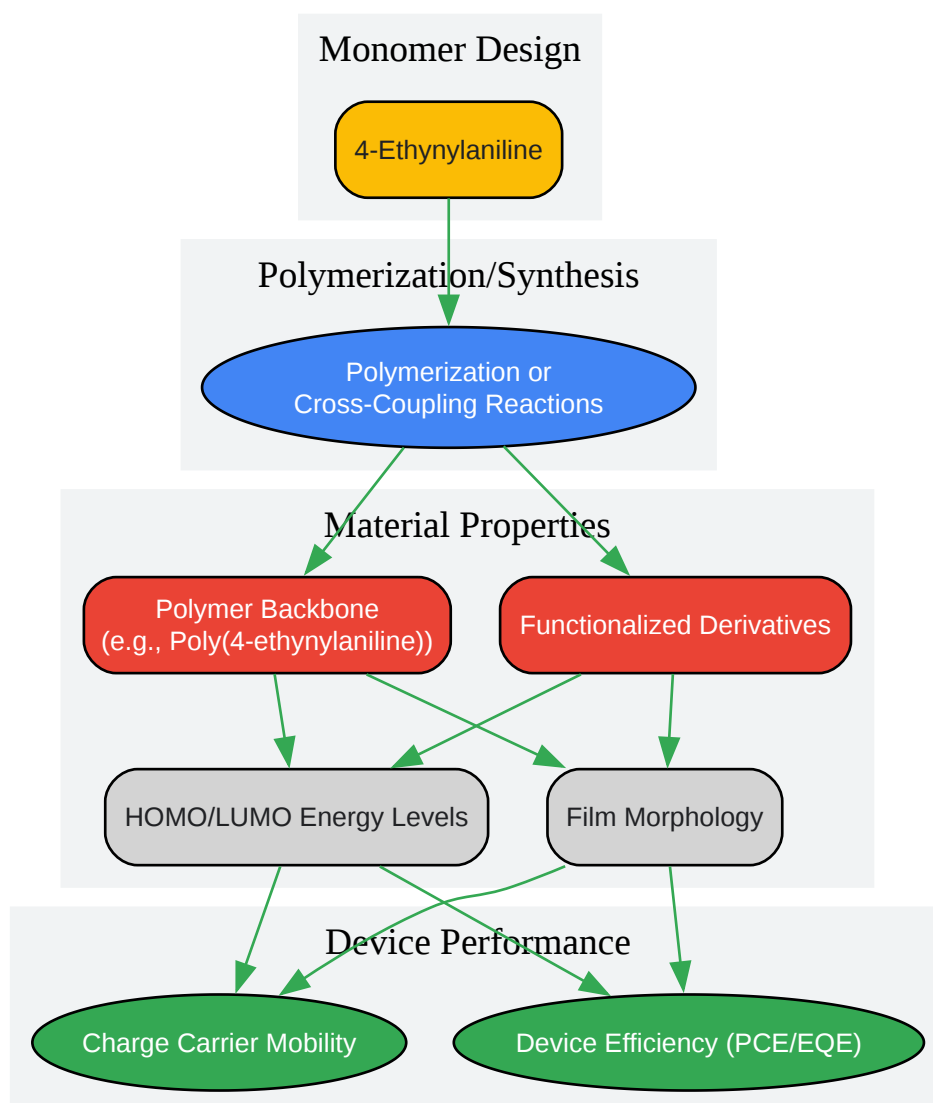 Monomer Design
4-Ethynylaniline
Polymerization/Synthesis
Polymerization or
Cross-Coupling Reactions
Material Properties
Polymer Backbone
(e.g., Poly(4-ethynylaniline))
Functionalized Derivatives
HOMO/LUMO Energy Levels
Film Morphology
Device Performance
Charge Carrier Mobility
Device Efficiency (PCE/EQE)